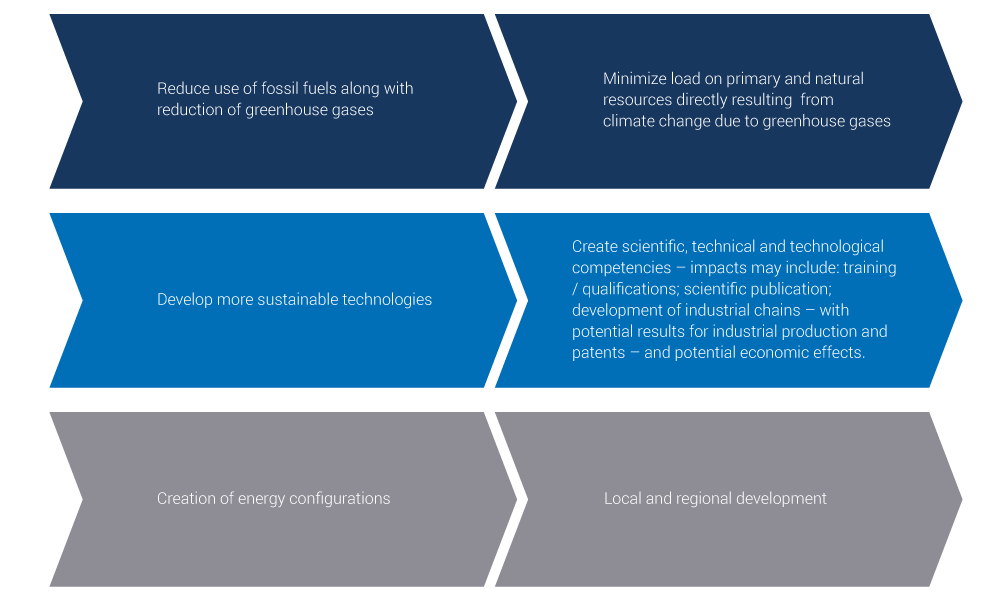 Reduce use of fossil fuels along with
reduction of greenhouse gases
Minimize load on primary and natural
resources directly resulting  from
climate change due to greenhouse gases
Develop more sustainable technologies
Create scientific, technical and technological
competencies – impacts may include: training
/ qualifications; scientific publication;
development of industrial chains – with
potential results for industrial production and
patents – and potential economic effects.
Creation of energy configurations
Local and regional development